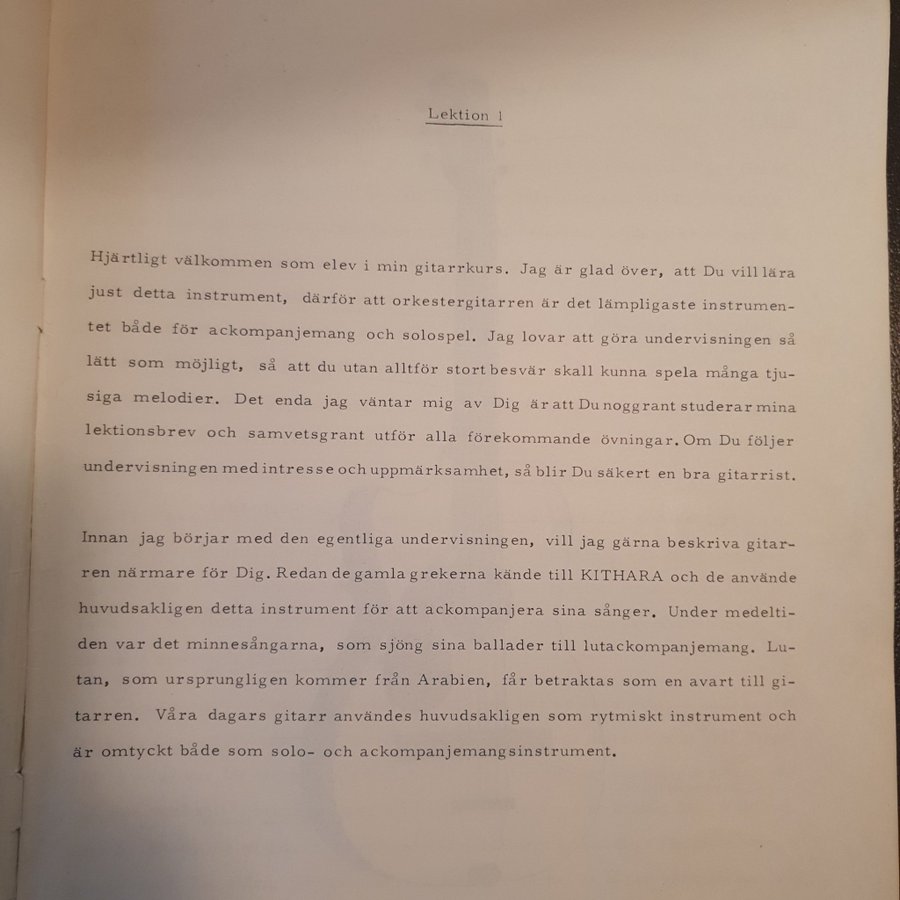 Lektion 1
Hjärtligt välkommen som elev i min gitarrkurs. Jag är glad över, att Du vill lära
just detta instrument, därför att orkestergitarren är det lämpligaste instrumen-
tet både för ackompanjemang och solospel. Jag lovar att göra undervisningen så
lätt som möjligt, så att du utan alltför stort besvär skall kunna spela många tju-
siga melodier. Det enda jag väntar mig av Dig är att Du noggrant studerar mina
lektionsbrev och samvetsgrant utför alla förekommande övningar. Om Du följer
undervisningen med intresse och uppmärksamhet, så blir Du säkert en bra gitarrist.
Innan jag börjar med den egentliga undervisningen, vill jag gärna beskriva gitar-
ren närmare för Dig. Redan de gamla grekerna kände till KITHARA och de använde
huvudsakligen detta instrument för att ackompanjera sina sånger. Under medelti-
den var det minnesångarna, som sjöng sina ballader till lutackompanjemang. Lu-
tan, som ursprungligen kommer från Arabien, får betraktas som en avart till gi-
tarren. Våra dagars gitarr användes huvudsakligen som rytmiskt instrument och
är omtyckt både som solo- och ackompanjemangsinstrument.